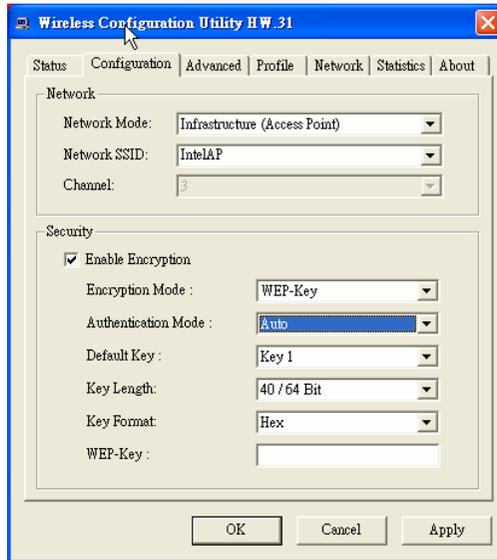 Wireless Configuration Utility HW.31
Status Configuration Advanced Profile Network Statistics About
Network
Network Mode: Infrastructure (Access Point)
Network SSID: IntelAP
Channel: 3
Security
Enable Encryption
Encryption Mode : WEP-Key
Authentication Mode : Auto
Default Key : Key 1
Key Length: 40 / 64 Bit
Key Format: Hex
WEP-Key :
OK Cancel Apply